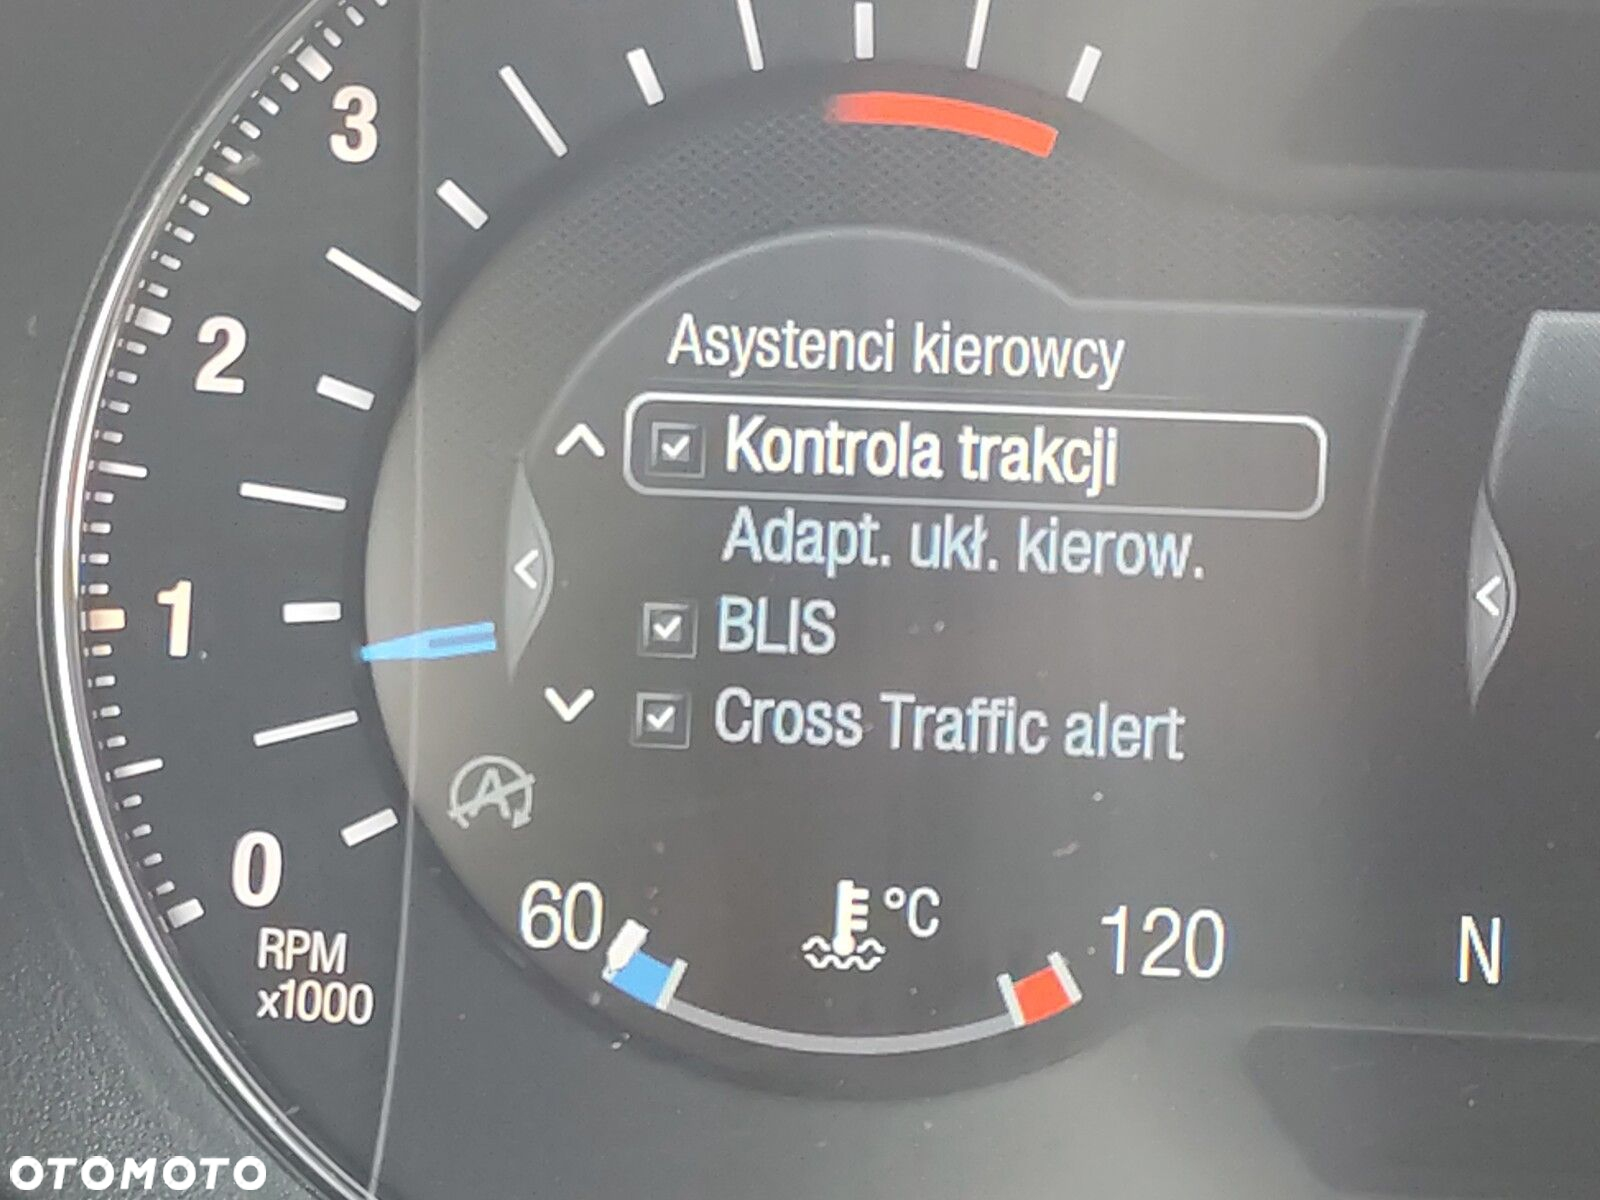 3
2
1
0
RPM
x1000
Asystenci kierowcy
Kontrola trakcji
Adapt. ukł. kierow.
BLIS
Cross Traffic alert
A
60
°C
120
N
OTOMOTO